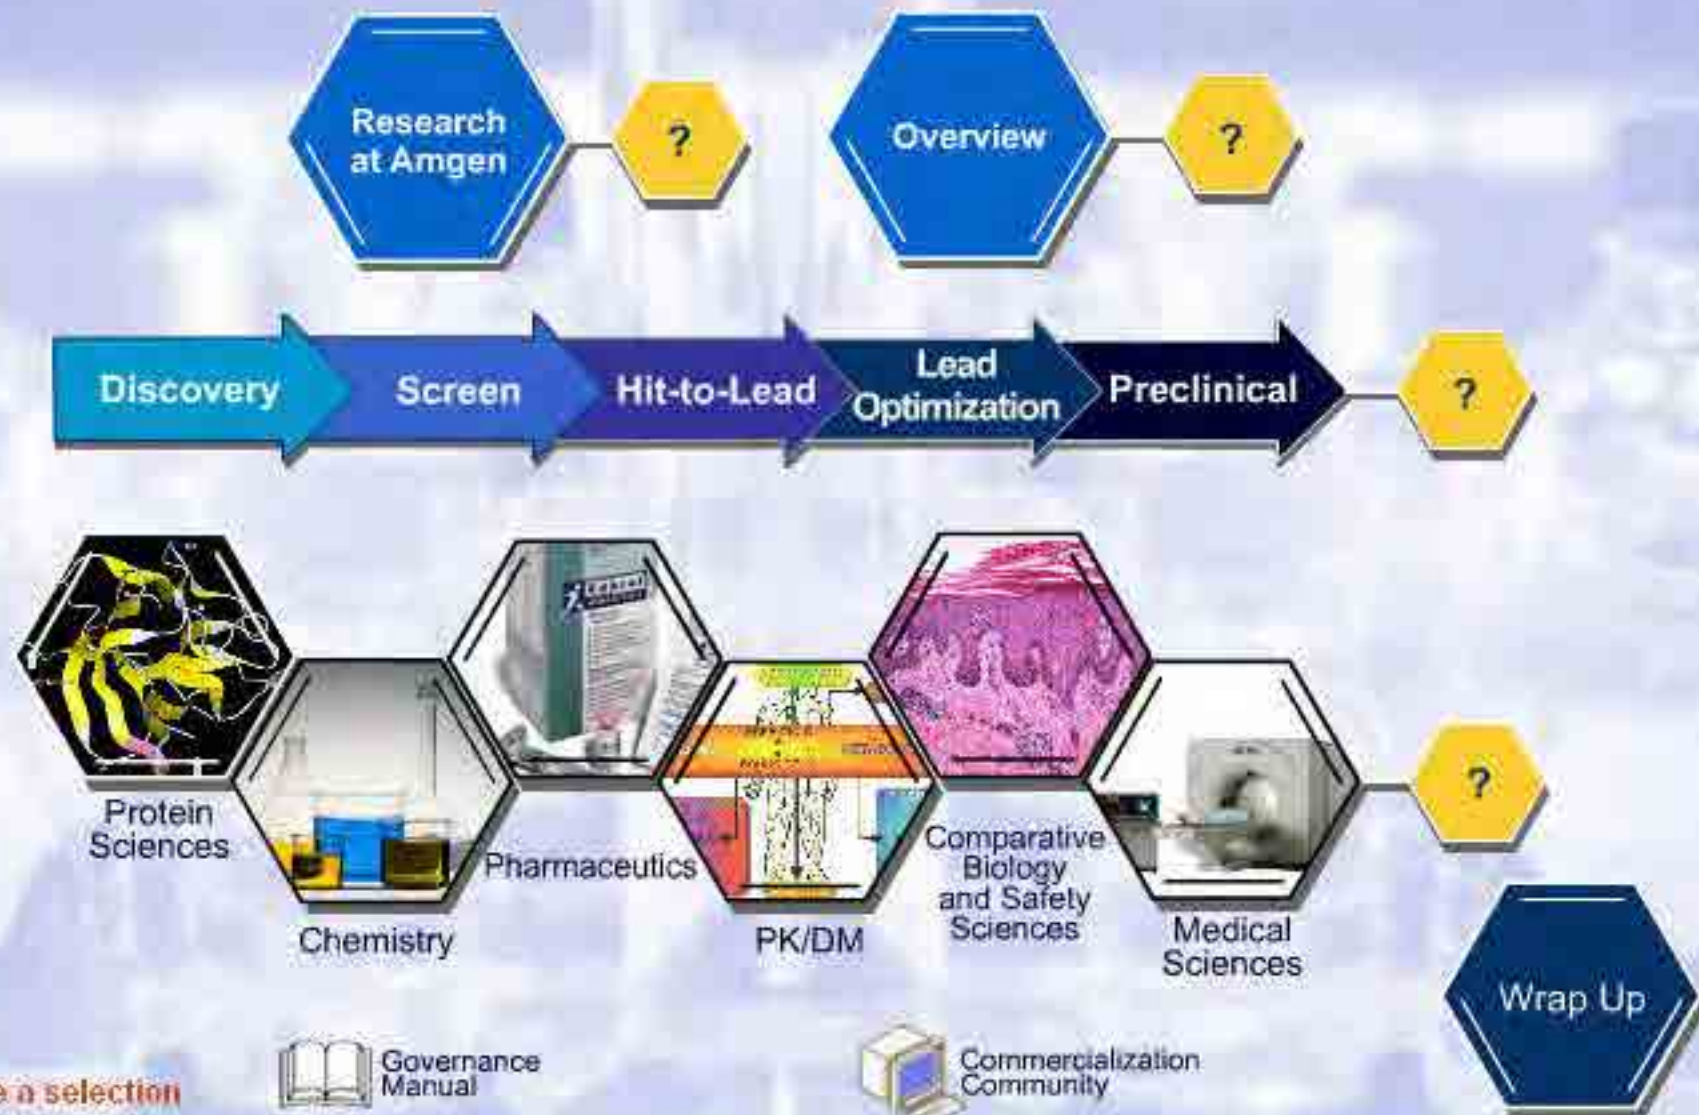 Research
at Amgen
?
Overview
?
Discovery
Screen
Hit-to-Lead
Lead
Optimization
Preclinical
?
Protein
Sciences
Chemistry
Pharmaceutics
PK/DM
Comparative
Biology
and Safety
Sciences
Medical
Sciences
?
Wrap Up
Governance
Manual
Commercialization
Community
a selection